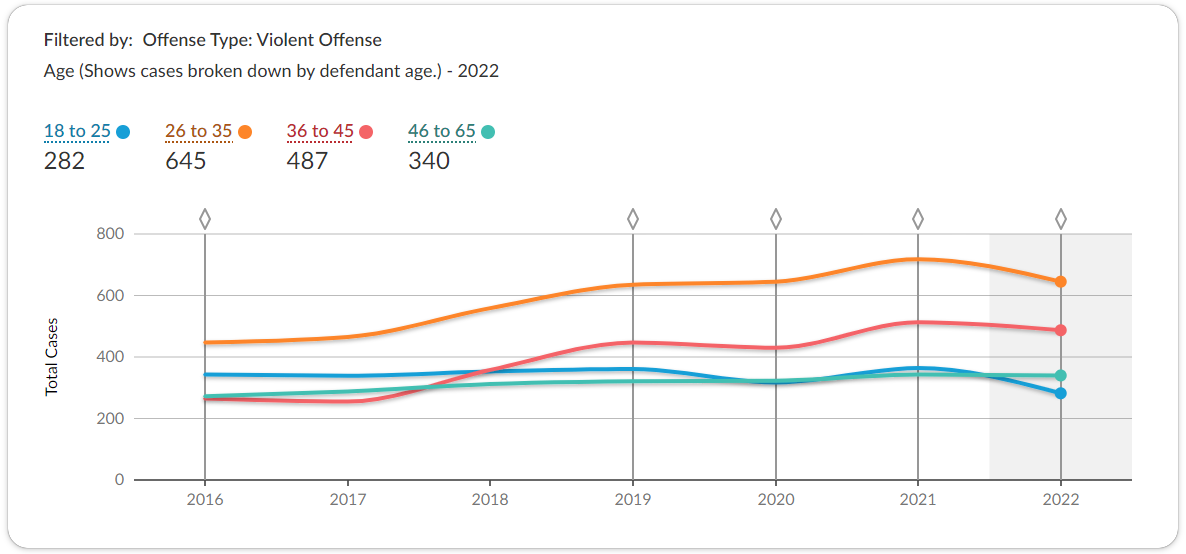 Filtered by: Offense Type: Violent Offense
Age (Shows cases broken down by defendant age.) - 2022
18 to 25 26 to 35 36 to 45 46 to 65
282 645 487 340
800
600
400
200
0
Total Cases
2016 2017 2018 2019 2020 2021 2022